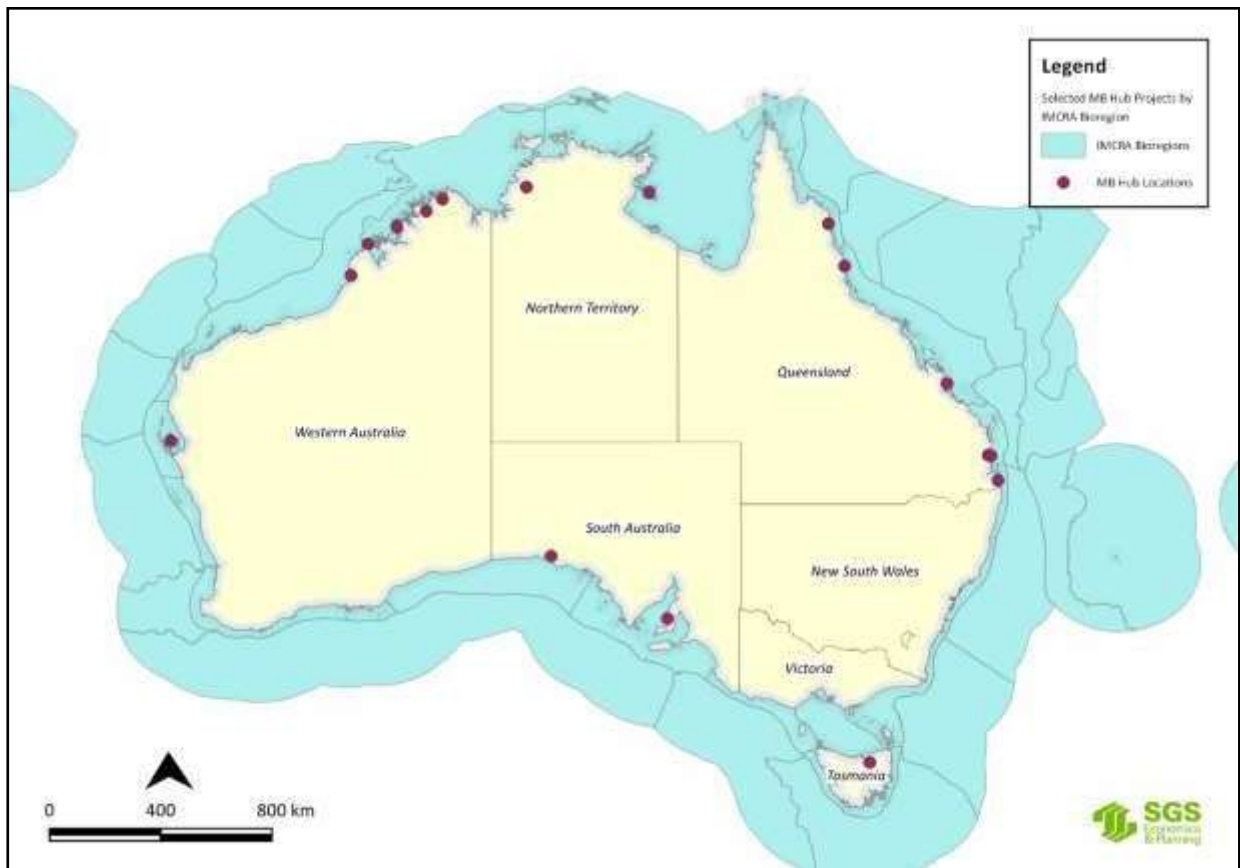 Legend
Selected MB Hub Projects by
IMCRA Bioregion
IMCRA Bioregions
MB Hub Locations
Northern Territory
Queensland
Western Australia
South Australia
New South Wales
Victoria
Tasmania
0 400 800 km
SGS
Economics
& Planning